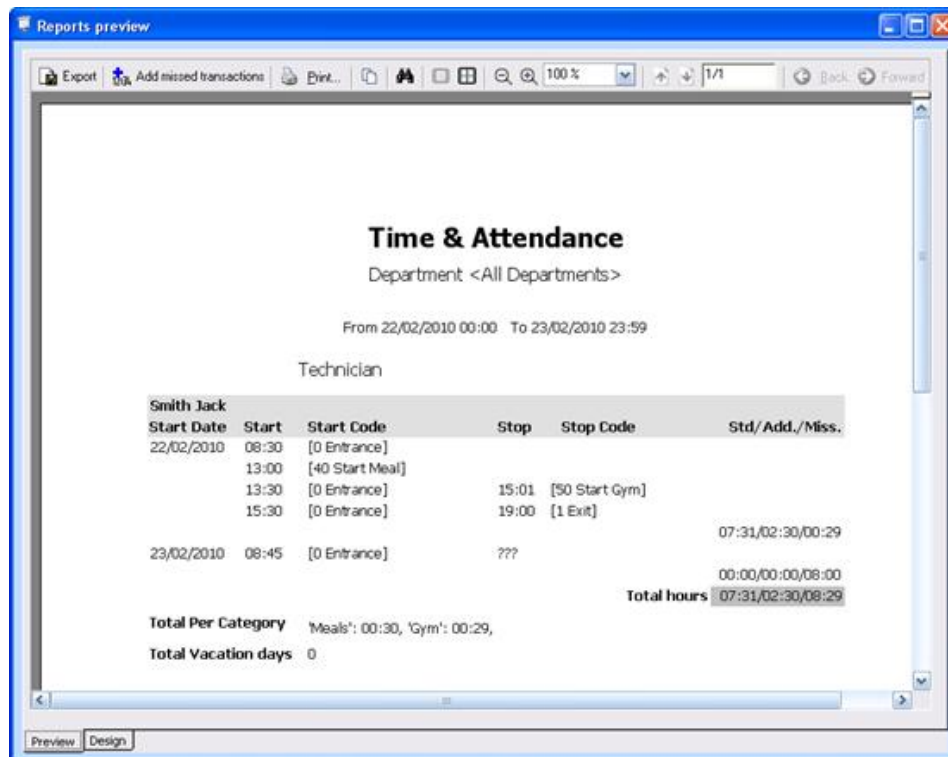 Reports preview
Export Add missed transactions Print... 100 % 1/1 Back Forward
Time & Attendance
Department <All Departments>
From 22/02/2010 00:00 To 23/02/2010 23:59
Technician
Smith Jack
Start Date Start Start Code Stop Stop Code Std/Add./Miss.
22/02/2010 08:30 [0 Entrance]
13:00 [40 Start Meal]
13:30 [0 Entrance] 15:01 [50 Start Gym]
15:30 [0 Entrance] 19:00 [1 Exit]
07:31/02:30/00:29
23/02/2010 08:45 [0 Entrance] ???
00:00/00:00/08:00
Total hours 07:31/02:30/08:29
Total Per Category 'Meals': 00:30, 'Gym': 00:29,
Total Vacation days 0
Preview Design